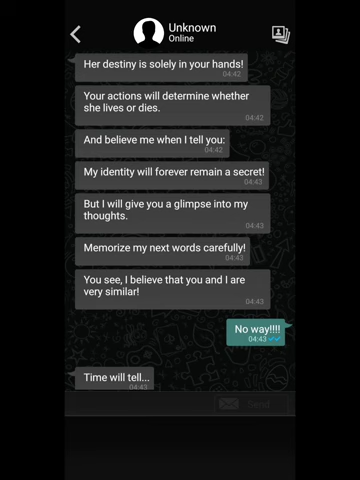 Unknown
Online
Her destiny is solely in your hands!
04:42
Your actions will determine whether
she lives or dies.
04:42
And believe me when I tell you:
04:42
My identity will forever remain a secret!
04:43
But I will give you a glimpse into my
thoughts.
04:43
Memorize my next words carefully!
04:43
You see, I believe that you and I are
very similar!
04:43
No way!!!!
04:43
Time will tell...
04:43
Send